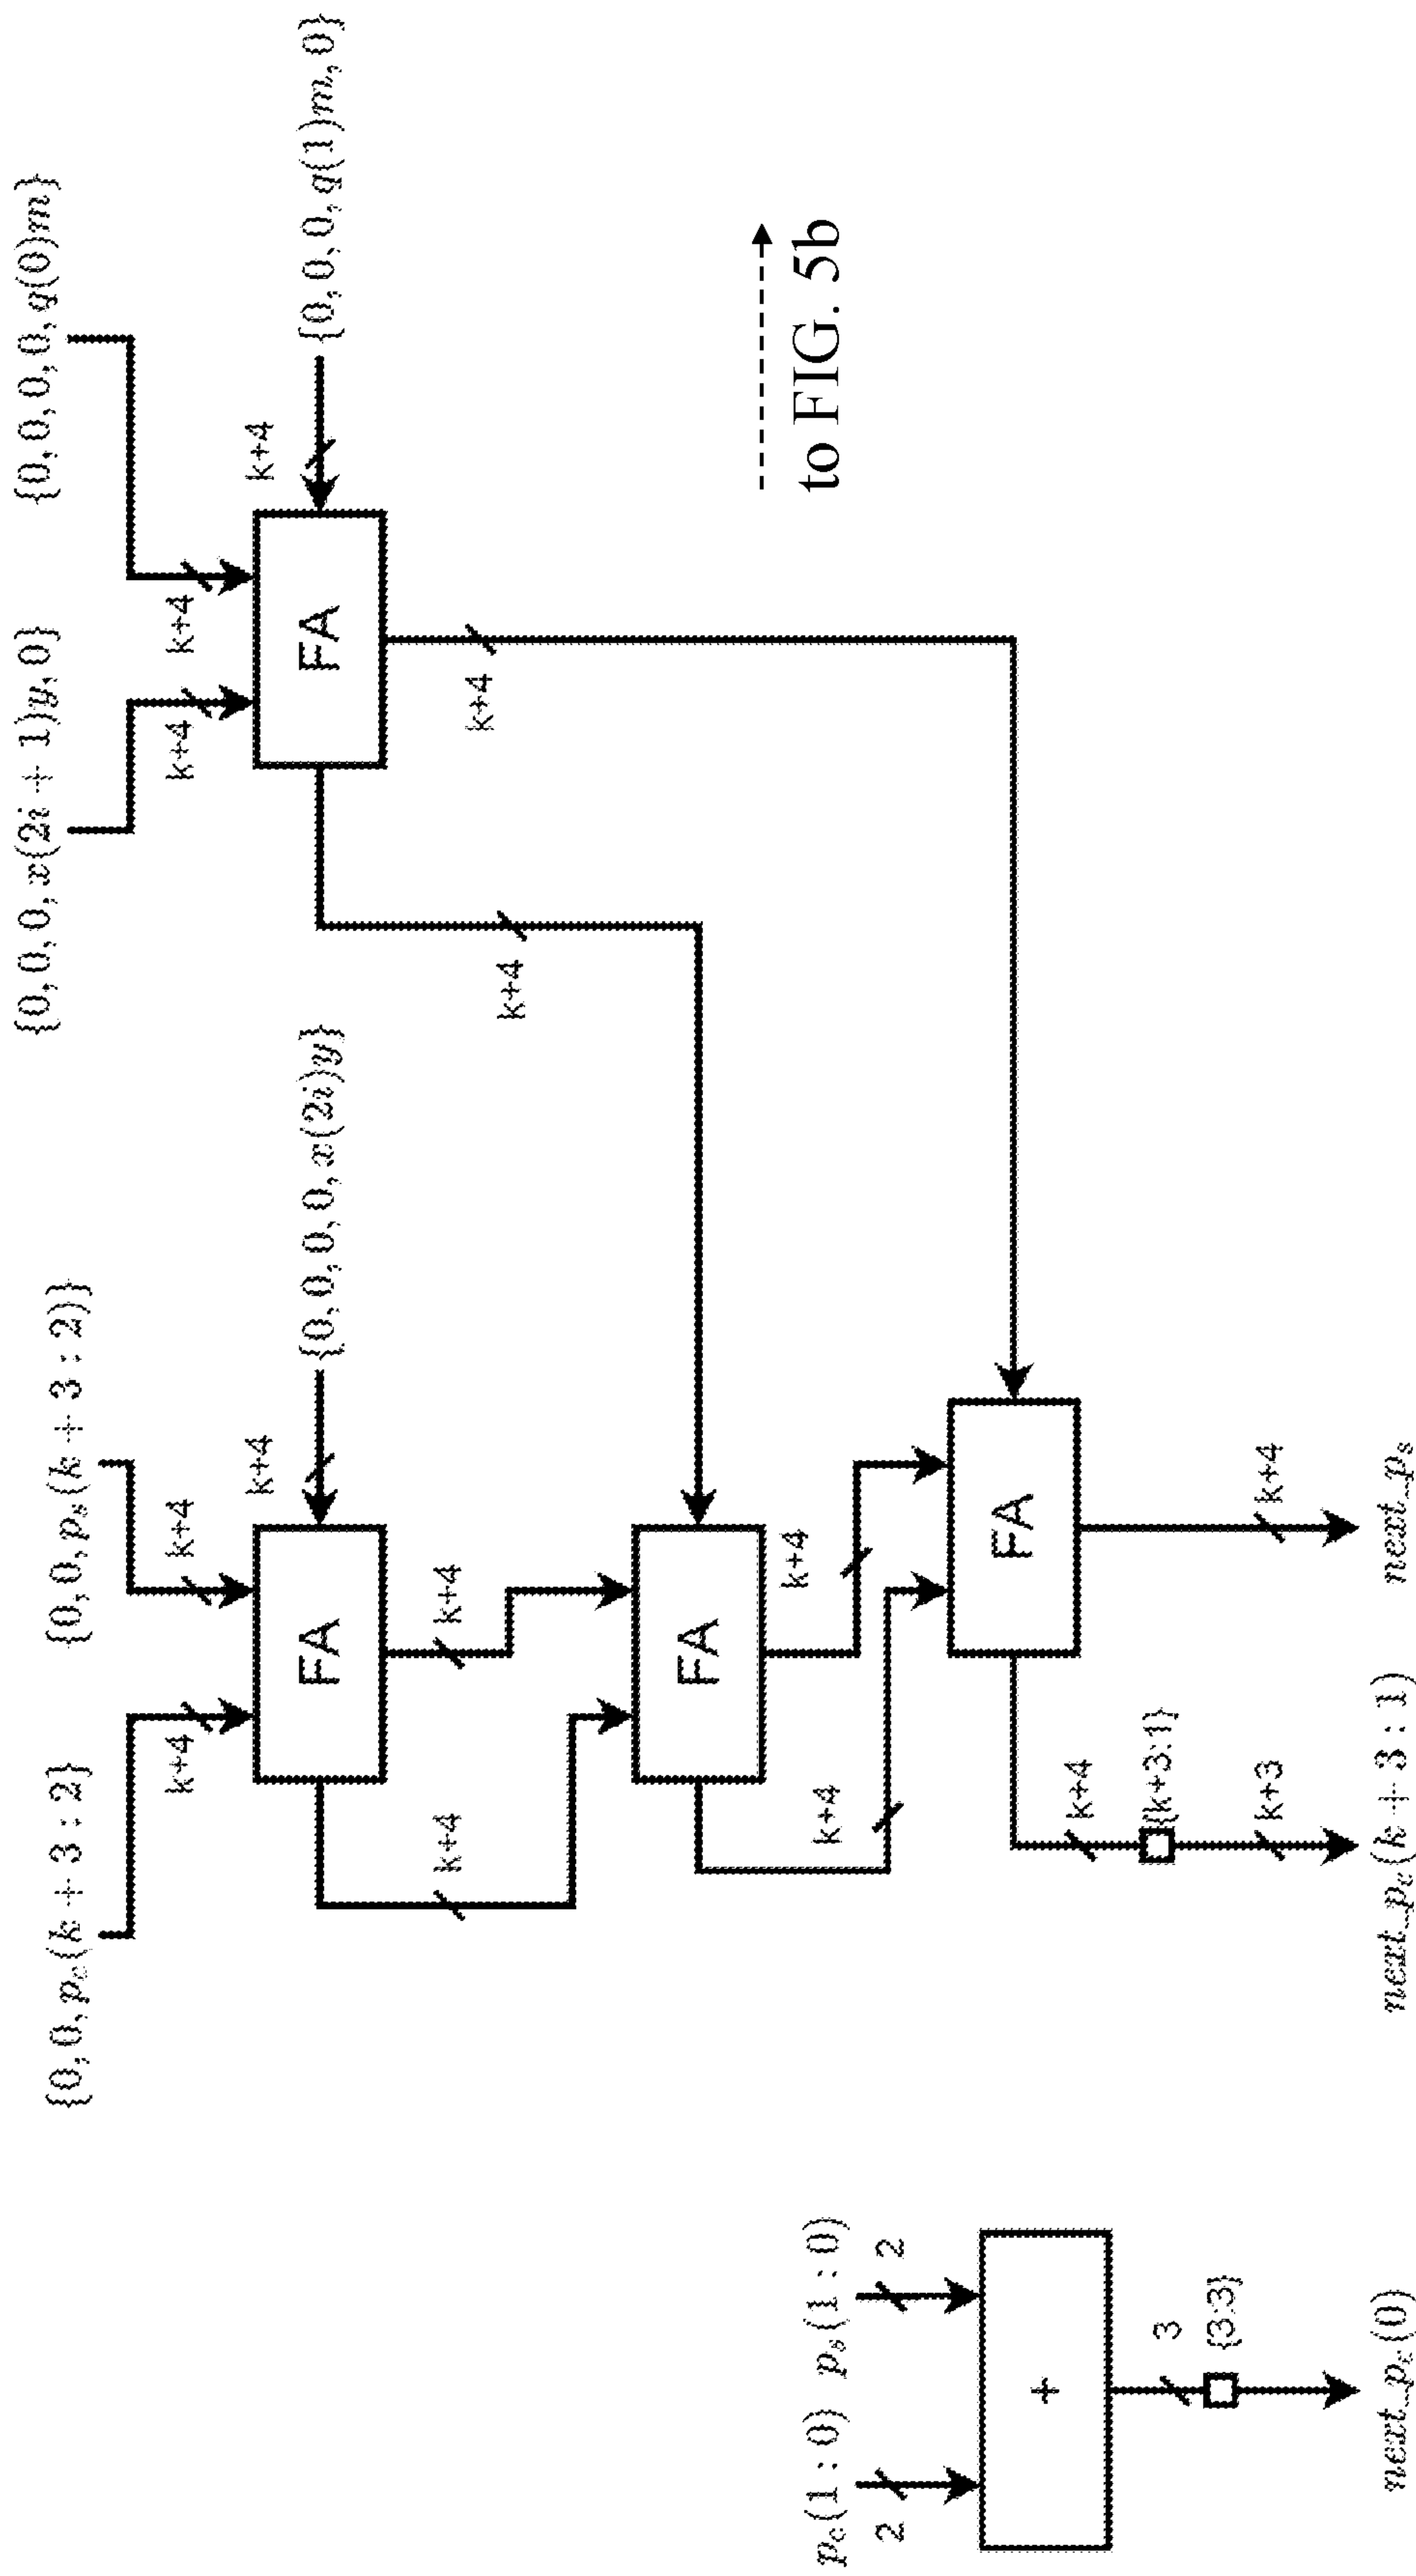 {0, 0, p_c(k + 3 : 2}
{0, 0, p_s(k + 3 : 2)}
{0, 0, 0, x(2i + 1)y, 0}
{0, 0, 0, 0, q(0)m}
k+4
k+4
k+4
k+4
k+4
{0, 0, 0, 0, x(2i)y}
k+4
{0, 0, 0, q(1)m, 0}
FA
FA
k+4
k+4
k+4
k+4
FA
k+4
k+4
p_c(1 : 0)
p_s(1 : 0)
2
2
to FIG. 5b
+
FA
3
{3:3}
k+4
{k+3:1}
k+3
k+4
next_p_c(0)
next_p_c(k + 3 : 1)
next_p_s